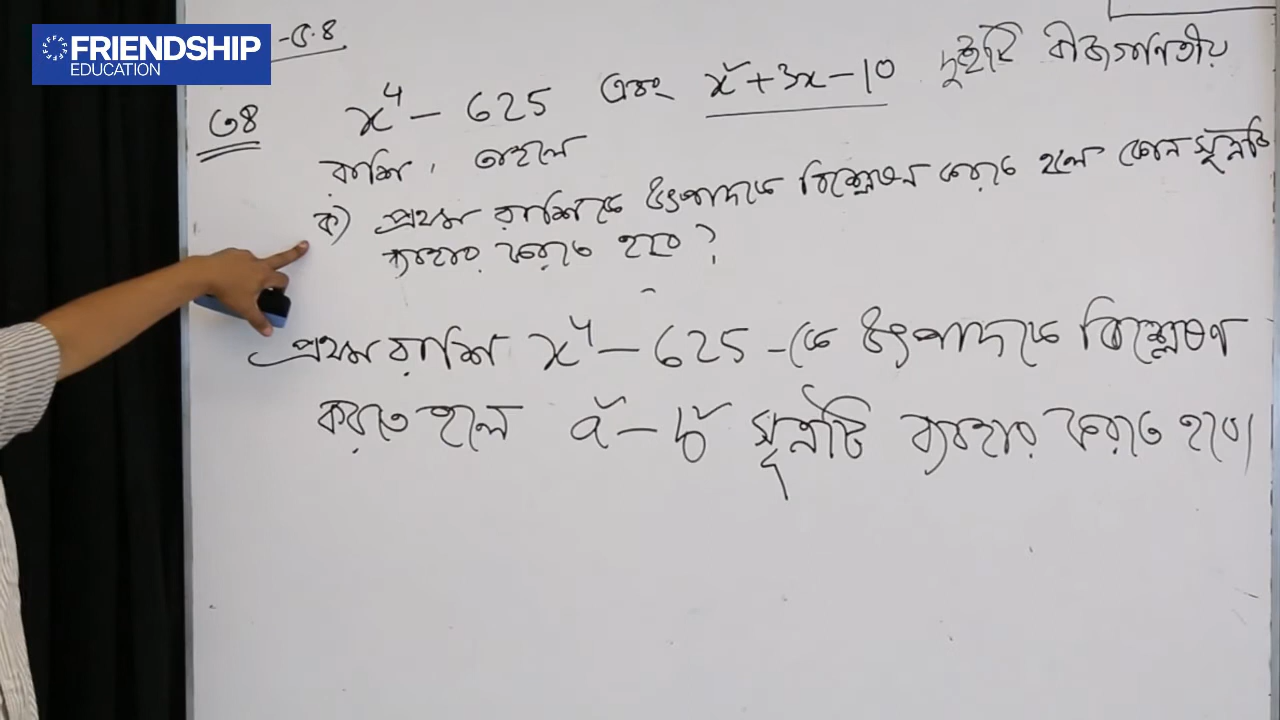 FRIENDSHIP
EDUCATION
-৫.৪
৩৪ x⁴ - 625 এবং x² + 3x - 10 দুইটি বীজগণিতীয়
রাশি, তাহলে
ক) প্রথম রাশিকে উৎপাদকে বিশ্লেষণ করতে হলে কোন সূত্রটি
ব্যবহার করতে হবে?
প্রথম রাশি x⁴ - 625 -কে উৎপাদকে বিশ্লেষণ
করতে হলে a² - b² সূত্রটি ব্যবহার করতে হবে।